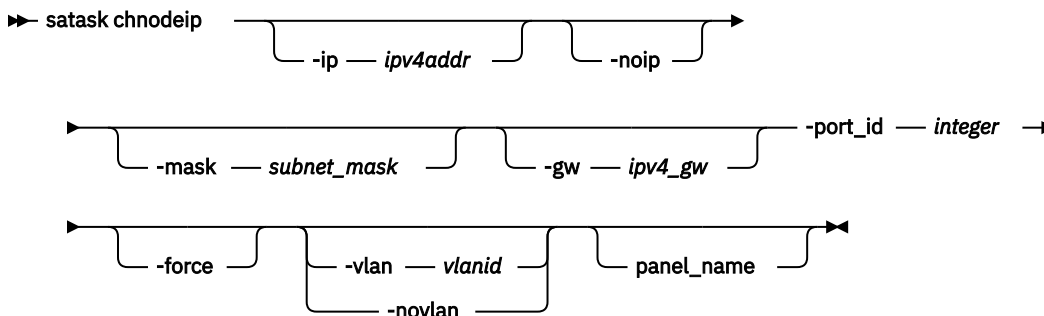 satask chnodeip
-ip ipv4addr
-noip
-mask subnet_mask
-gw ipv4_gw
-port_id integer
-force
-vlan vlanid
panel_name
-novlan